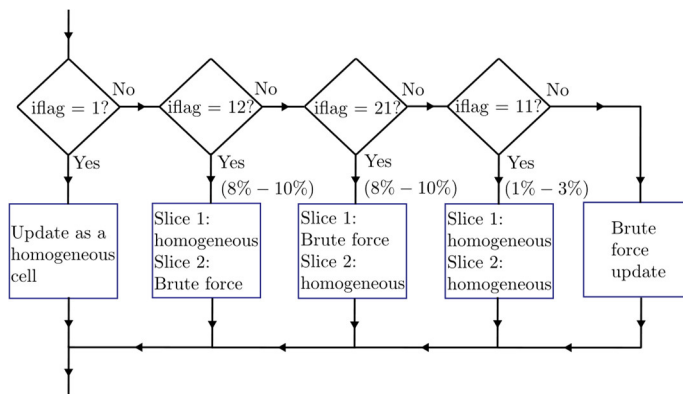 iflag = 1?
No
iflag = 12?
No
iflag = 21?
No
iflag = 11?
No
Yes
Yes
Yes
Yes
(8% − 10%)
(8% − 10%)
(1% − 3%)
Update as a
homogeneous
cell
Slice 1:
homogeneous
Slice 2:
Brute force
Slice 1:
Brute force
Slice 2:
homogeneous
Slice 1:
homogeneous
Slice 2:
homogeneous
Brute
force
update